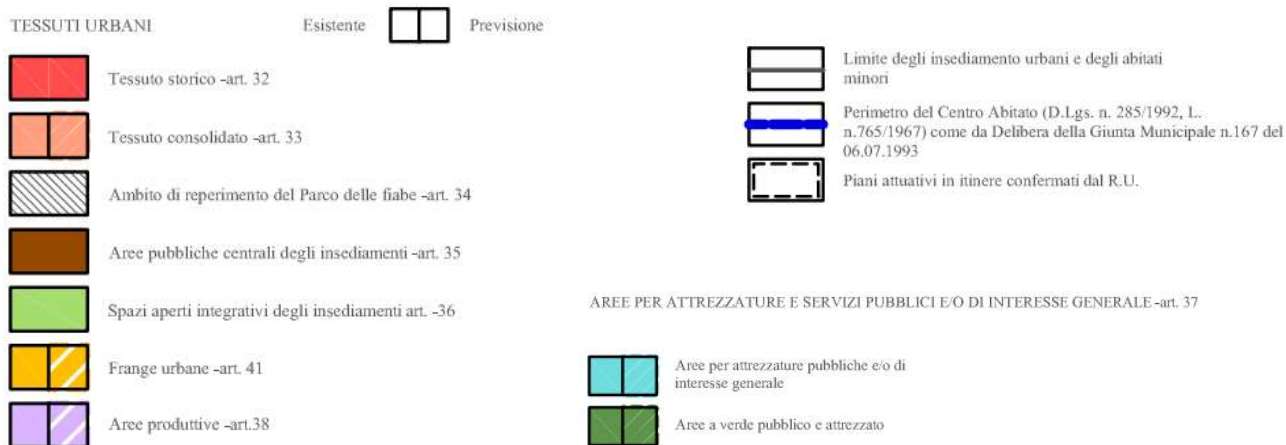 TESSUTI URBANI
Esistente
Previsione
Tessuto storico -art. 32
Tessuto consolidato -art. 33
Ambito di reperimento del Parco delle fiabe -art. 34
Aree pubbliche centrali degli insediamenti -art. 35
Spazi aperti integrativi degli insediamenti art. -36
Frange urbane -art. 41
Aree produttive -art.38
Limite degli insediamento urbani e degli abitati
minori
Perimetro del Centro Abitato (D.Lgs. n. 285/1992, L.
n.765/1967) come da Delibera della Giunta Municipale n.167 del
06.07.1993
Piani attuativi in itinere confermati dal R.U.
AREE PER ATTREZZATURE E SERVIZI PUBBLICI E/O DI INTERESSE GENERALE -art. 37
Aree per attrezzature pubbliche e/o di
interesse generale
Aree a verde pubblico e attrezzato